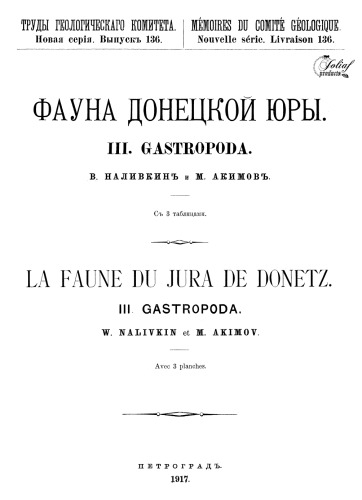 ТРУДЫ ГЕОЛОГИЧЕСКАГО КОМИТЕТА.
Новая серія. Выпускъ 136.
MÉMOIRES DU COMITÉ GÉOLOGIQUE.
Nouvelle série. Livraison 136.
Joliaf
products
ФАУНА ДОНЕЦКОЙ ЮРЫ.
III. GASTROPODA.
В. НАЛИВКИНЪ и М. АКИМОВЪ.
Съ 3 таблицами.
LA FAUNE DU JURA DE DONETZ.
III. GASTROPODA.
W. NALIVKIN et M. AKIMOV.
Avec 3 planches.
ПЕТРОГРАДЪ.
1917.